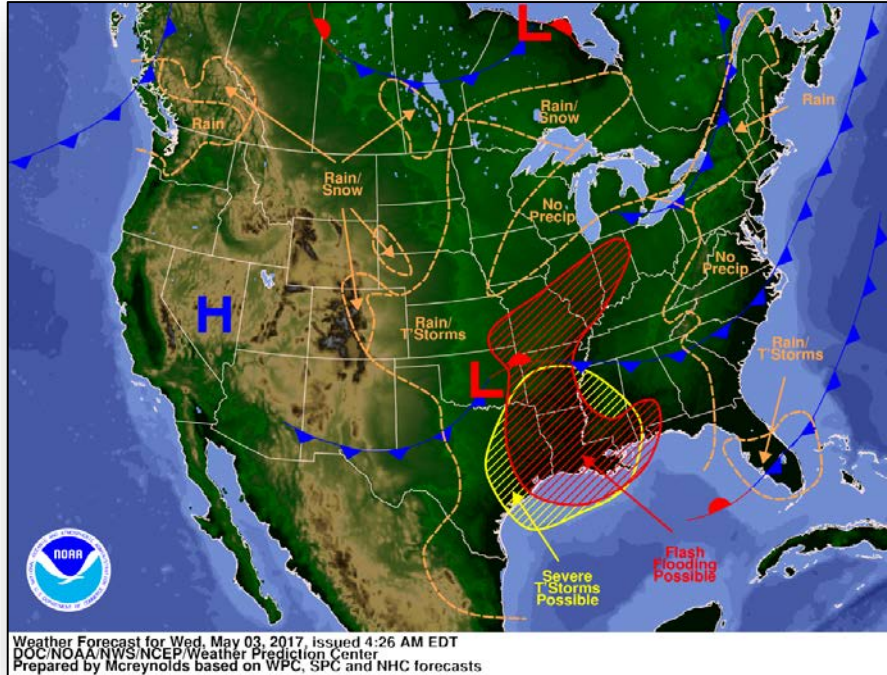 L
Rain/
Snow
Rain
Rain
Rain/
Snow
No
Precip
No
Precip
H
Rain/
T'Storms
Rain/
T'Storms
L
NOAA
Severe
T'Storms
Possible
Flash
Flooding
Possible
Weather Forecast for Wed, May 03, 2017, issued 4:26 AM EDT
DOC/NOAA/NWS/NCEP/Weather Prediction Center
Prepared by Mcreynolds based on WPC, SPC and NHC forecasts